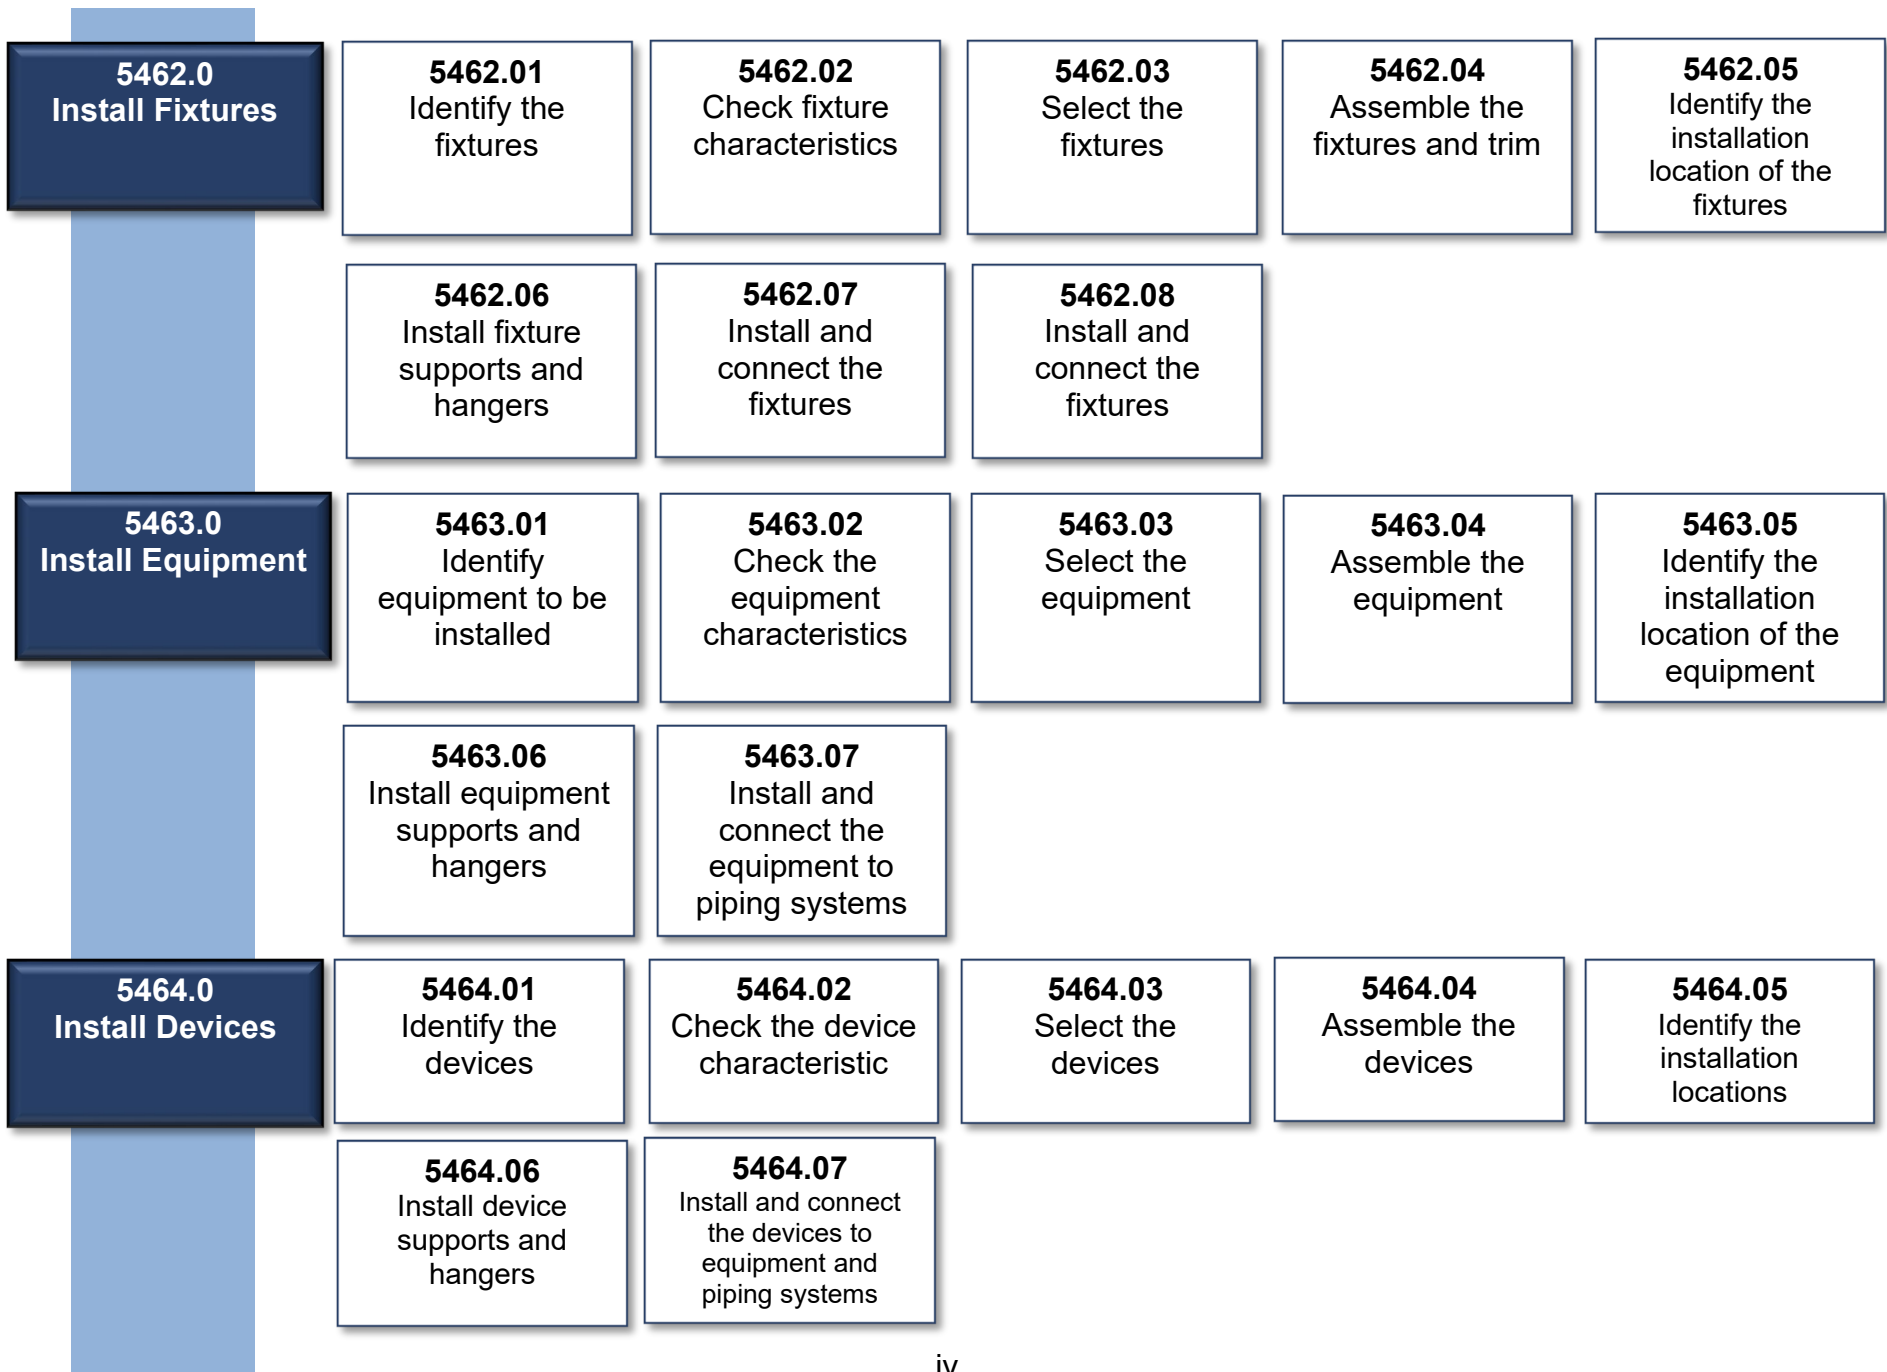 5462.0
Install Fixtures
5462.01
Identify the
fixtures
5462.02
Check fixture
characteristics
5462.03
Select the
fixtures
5462.04
Assemble the
fixtures and trim
5462.05
Identify the
installation
location of the
fixtures
5462.06
Install fixture
supports and
hangers
5462.07
Install and
connect the
fixtures
5462.08
Install and
connect the
fixtures
5463.0
Install Equipment
5463.01
Identify
equipment to be
installed
5463.02
Check the
equipment
characteristics
5463.03
Select the
equipment
5463.04
Assemble the
equipment
5463.05
Identify the
installation
location of the
equipment
5463.06
Install equipment
supports and
hangers
5463.07
Install and
connect the
equipment to
piping systems
5464.0
Install Devices
5464.01
Identify the
devices
5464.02
Check the device
characteristic
5464.03
Select the
devices
5464.04
Assemble the
devices
5464.05
Identify the
installation
locations
5464.06
Install device
supports and
hangers
5464.07
Install and connect
the devices to
equipment and
piping systems
iv